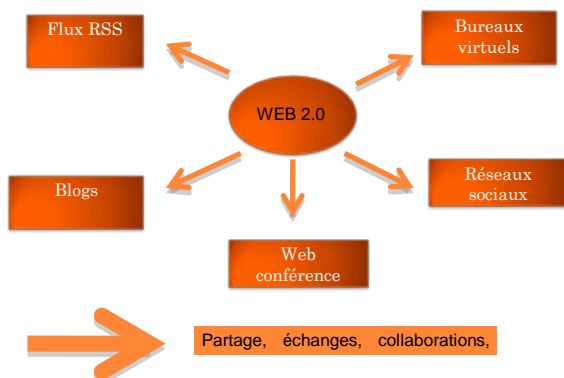 Flux RSS
Bureaux
virtuels
WEB 2.0
Blogs
Réseaux
sociaux
Web
conférence
Partage, échanges, collaborations,